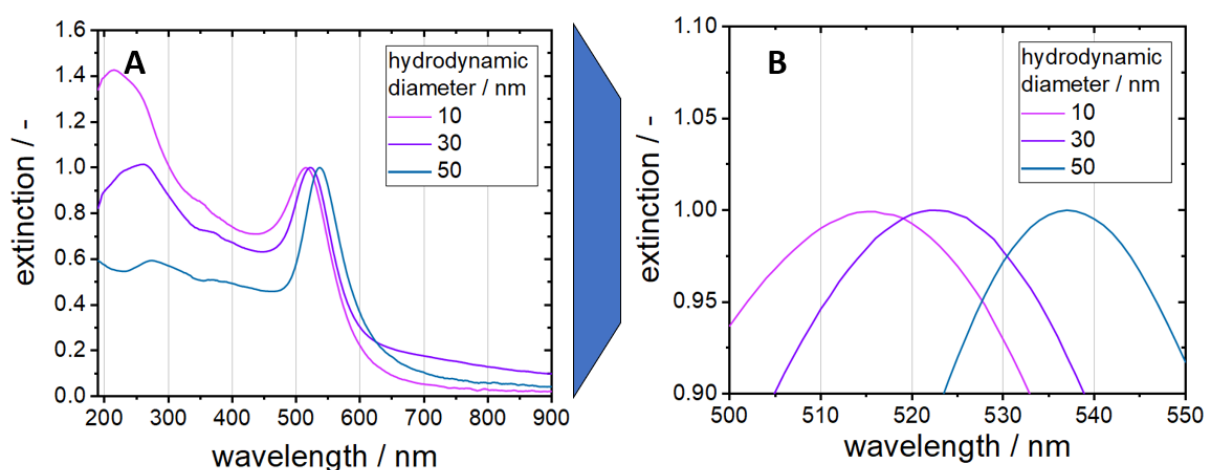 A
1.6
1.4
1.2
1.0
0.8
0.6
0.4
0.2
0.0
extinction / -
hydrodynamic
diameter / nm
10
30
50
200 300 400 500 600 700 800 900
wavelength / nm
B
1.10
1.05
1.00
0.95
0.90
extinction / -
hydrodynamic
diameter / nm
10
30
50
500 510 520 530 540 550
wavelength / nm